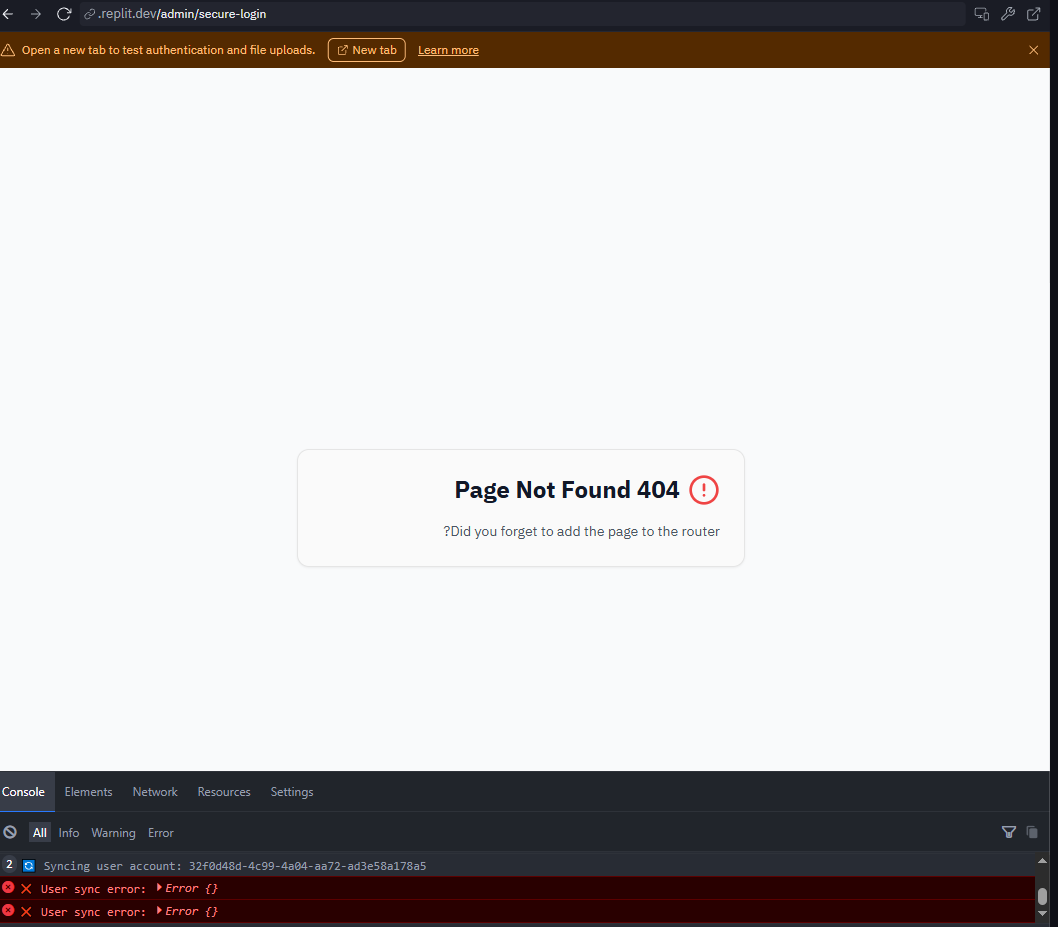 .replit.dev/admin/secure-login
Open a new tab to test authentication and file uploads. New tab Learn more
Page Not Found 404
?Did you forget to add the page to the router
Console Elements Network Resources Settings
All Info Warning Error
2 Syncing user account: 32f0d48d-4c99-4a04-aa72-ad3e58a178a5
User sync error: Error {}
User sync error: Error {}